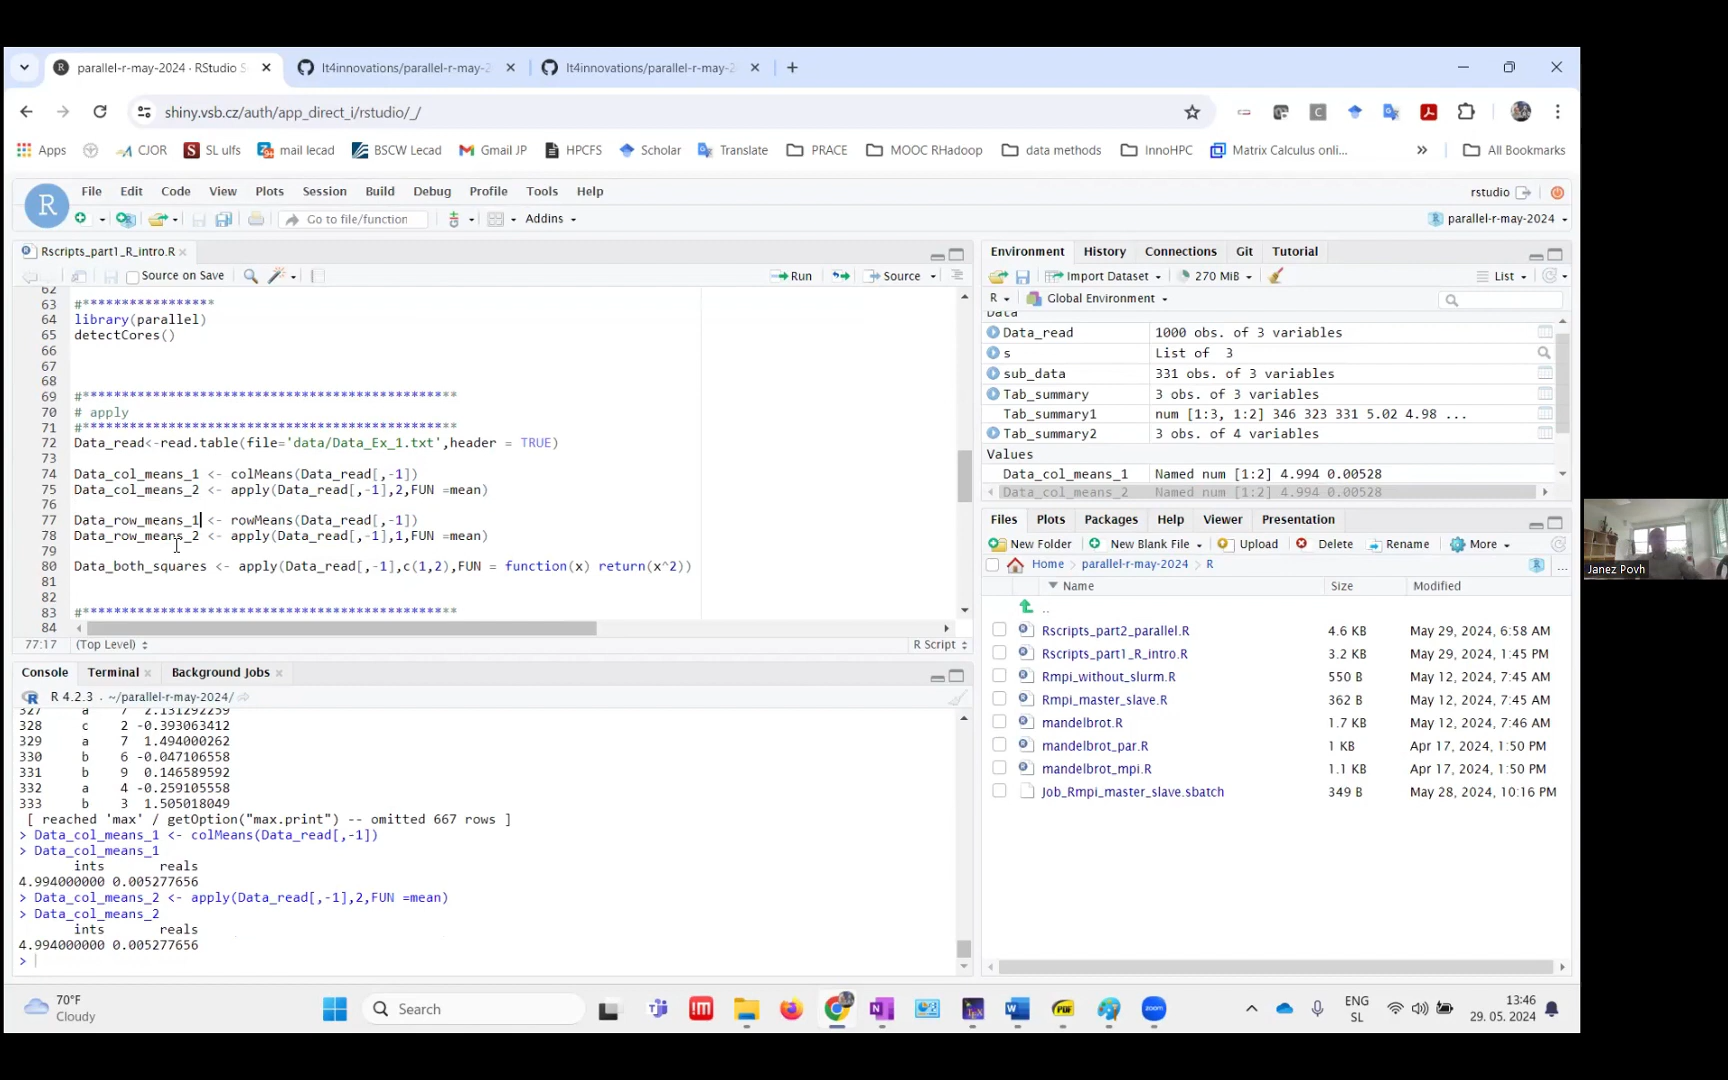 parallel-r-may-2024 · RStudio S
It4innovations/parallel-r-may-2
It4innovations/parallel-r-may-202
shiny.vsb.cz/auth/app_direct_i/rstudio/_/
Apps CJOR SL ulfs mail lecad BSCW Lecad Gmail JP HPCFS Scholar Translate PRACE MOOC RHadoop data methods InnoHPC Matrix Calculus onli... » All Bookmarks
File Edit Code View Plots Session Build Debug Profile Tools Help
rstudio
Go to file/function Addins
parallel-r-may-2024
Rscripts_part1_R_intro.R
Source on Save Run Source
62
63 #*****************
64 library(parallel)
65 detectCores()
66
67
68
69 #***********************************************
70 # apply
71 #***********************************************
72 Data_read<-read.table(file='data/Data_Ex_1.txt',header = TRUE)
73
74 Data_col_means_1 <- colMeans(Data_read[,-1])
75 Data_col_means_2 <- apply(Data_read[,-1],2,FUN =mean)
76
77 Data_row_means_1 <- rowMeans(Data_read[,-1])
78 Data_row_means_2 <- apply(Data_read[,-1],1,FUN =mean)
79
80 Data_both_squares <- apply(Data_read[,-1],c(1,2),FUN = function(x) return(x^2))
81
82
83 #***********************************************
84
77:17 (Top Level) R Script
Console Terminal Background Jobs
R 4.2.3 · ~/parallel-r-may-2024/
327 a 7 2.131292259
328 c 2 -0.393063412
329 a 7 1.494000262
330 b 6 -0.047106558
331 b 9 0.146589592
332 a 4 -0.259105558
333 b 3 1.505018049
[ reached 'max' / getOption("max.print") -- omitted 667 rows ]
> Data_col_means_1 <- colMeans(Data_read[,-1])
> Data_col_means_1
ints reals
4.994000000 0.005277656
> Data_col_means_2 <- apply(Data_read[,-1],2,FUN =mean)
> Data_col_means_2
ints reals
4.994000000 0.005277656
>
Environment History Connections Git Tutorial
Import Dataset 270 MiB List
R Global Environment
Data
Data_read 1000 obs. of 3 variables
s List of 3
sub_data 331 obs. of 3 variables
Tab_summary 3 obs. of 3 variables
Tab_summary1 num [1:3, 1:2] 346 323 331 5.02 4.98 ...
Tab_summary2 3 obs. of 4 variables
Values
Data_col_means_1 Named num [1:2] 4.994 0.00528
Data_col_means_2 Named num [1:2] 4.994 0.00528
Files Plots Packages Help Viewer Presentation
New Folder New Blank File Upload Delete Rename More
Home parallel-r-may-2024 R
...
Name Size Modified
..
Rscripts_part2_parallel.R 4.6 KB May 29, 2024, 6:58 AM
Rscripts_part1_R_intro.R 3.2 KB May 29, 2024, 1:45 PM
Rmpi_without_slurm.R 550 B May 12, 2024, 7:45 AM
Rmpi_master_slave.R 362 B May 12, 2024, 7:45 AM
mandelbrot.R 1.7 KB May 12, 2024, 7:46 AM
mandelbrot_par.R 1 KB Apr 17, 2024, 1:50 PM
mandelbrot_mpi.R 1.1 KB Apr 17, 2024, 1:50 PM
Job_Rmpi_master_slave.sbatch 349 B May 28, 2024, 10:16 PM
Janez Povh
70°F
Cloudy
Search
ENG
SL
13:46
29. 05. 2024